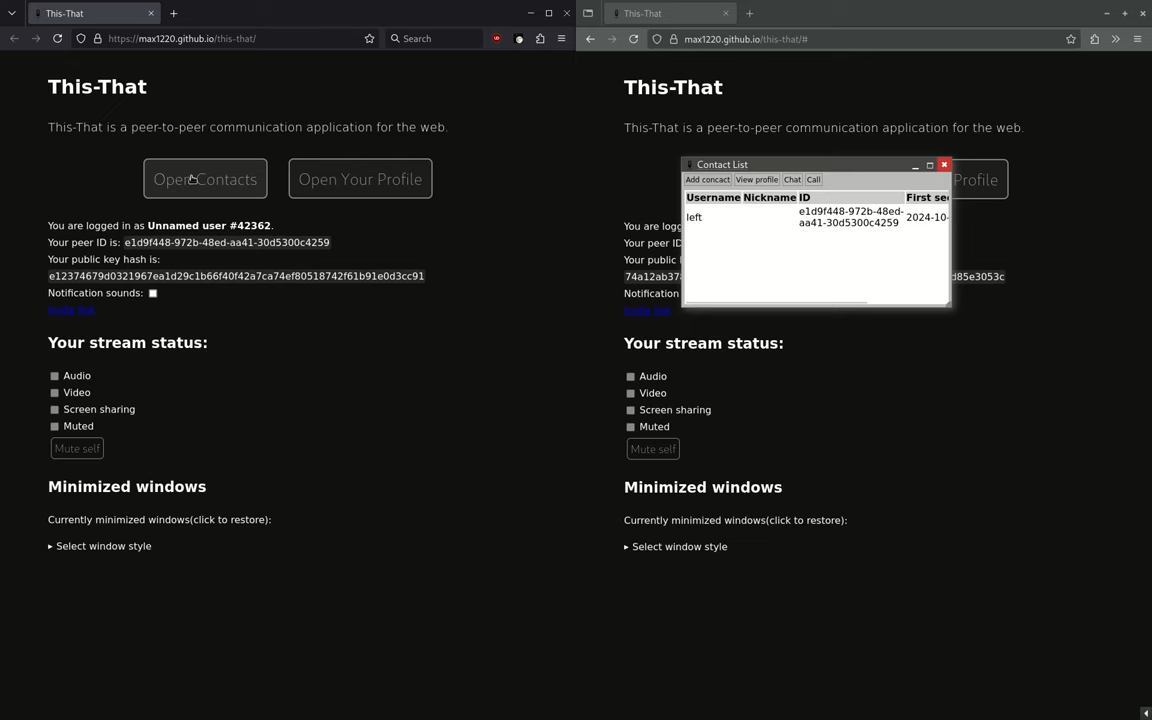 This-That
https://max1220.github.io/this-that/
Search
This-That
This-That is a peer-to-peer communication application for the web.
Open Contacts
Open Your Profile
You are logged in as Unnamed user #42362.
Your peer ID is: e1d9f448-972b-48ed-aa41-30d5300c4259
Your public key hash is:
e12374679d0321967ea1d29c1b66f40f42a7ca74ef80518742f61b91e0d3cc91
Notification sounds:
Invite link
Your stream status:
Audio
Video
Screen sharing
Muted
Mute self
Minimized windows
Currently minimized windows(click to restore):
▸ Select window style
This-That
max1220.github.io/this-that/#
This-That
This-That is a peer-to-peer communication application for the web.
Profile
Contact List
Add concact
View profile
Chat
Call
Username Nickname ID First see
left
e1d9f448-972b-48ed-
aa41-30d5300c4259
2024-10-
You are logg
Your peer ID
Your public
74a12ab37
d85e3053c
Notification
Invite link
Your stream status:
Audio
Video
Screen sharing
Muted
Mute self
Minimized windows
Currently minimized windows(click to restore):
▸ Select window style